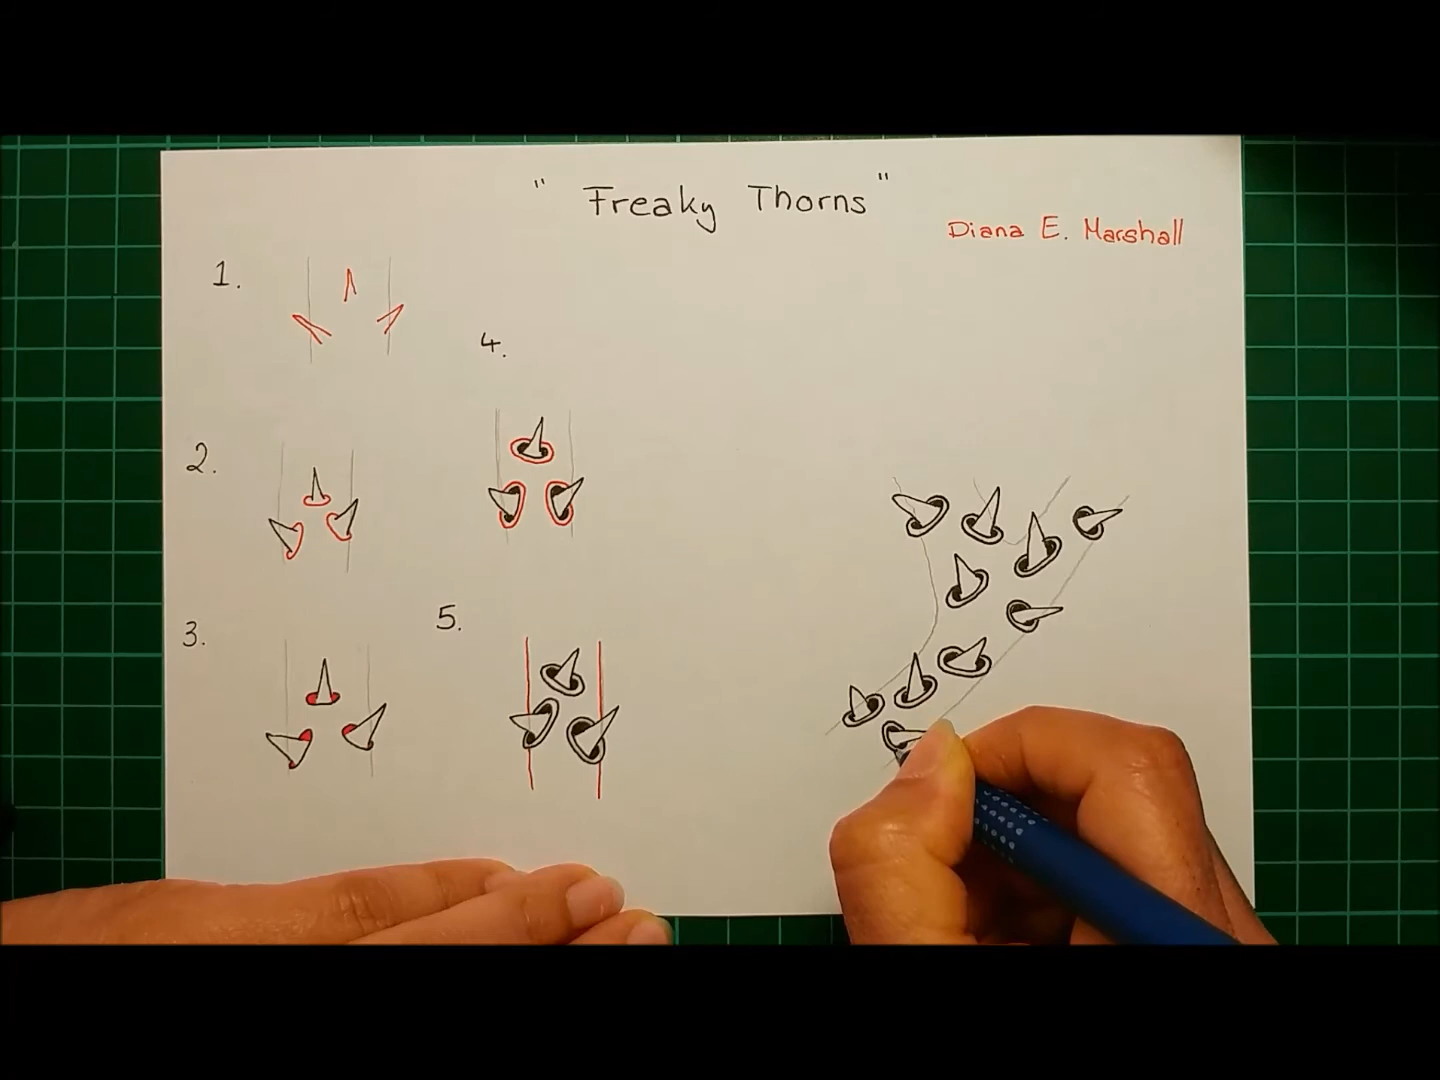 " Freaky Thorns "
Diana E. Marshall
1.
4.
2.
3.
5.